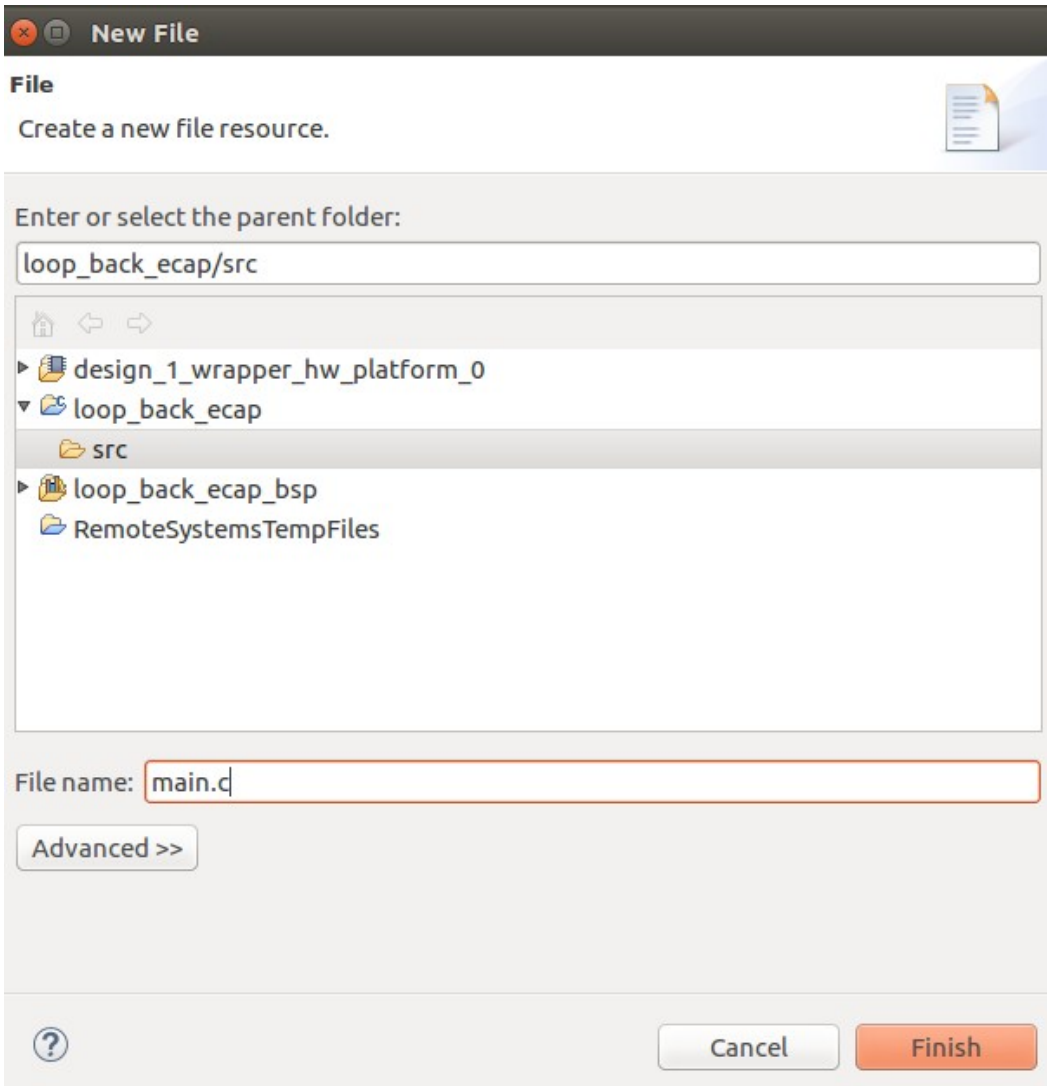 New File
File
Create a new file resource.
Enter or select the parent folder:
loop_back_ecap/src
design_1_wrapper_hw_platform_0
loop_back_ecap
src
loop_back_ecap_bsp
RemoteSystemsTempFiles
File name: main.c
Advanced >>
Cancel Finish